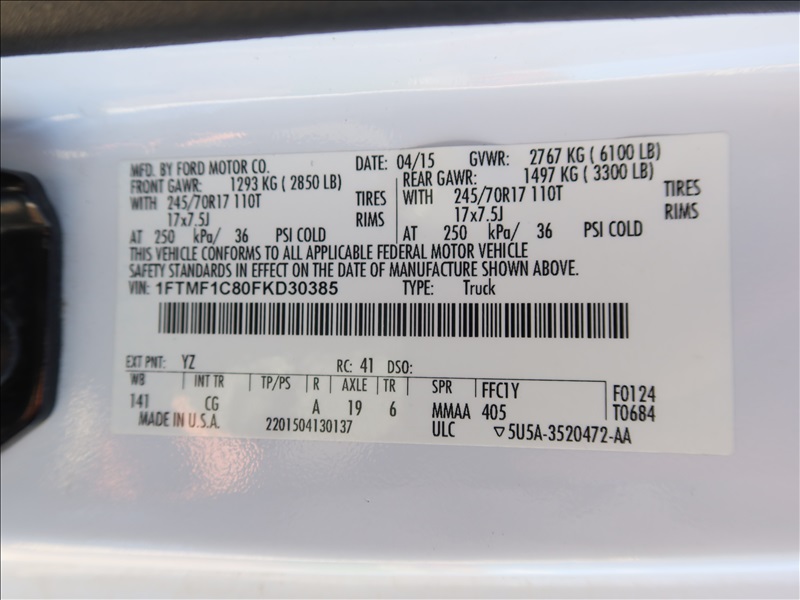 MFD. BY FORD MOTOR CO. DATE: 04/15 GVWR: 2767 KG ( 6100 LB)
FRONT GAWR: 1293 KG ( 2850 LB) REAR GAWR: 1497 KG ( 3300 LB)
WITH 245/70R17 110T TIRES WITH 245/70R17 110T TIRES
17x7.5J RIMS 17x7.5J RIMS
AT 250 kPa/ 36 PSI COLD AT 250 kPa/ 36 PSI COLD
THIS VEHICLE CONFORMS TO ALL APPLICABLE FEDERAL MOTOR VEHICLE
SAFETY STANDARDS IN EFFECT ON THE DATE OF MANUFACTURE SHOWN ABOVE.
VIN: 1FTMF1C80FKD30385 TYPE: Truck
EXT PNT: YZ RC: 41 DSO:
WB INT TR TP/PS R AXLE TR SPR FFC1Y F0124
141 CG A 19 6 MMAA 405 T0684
MADE IN U.S.A. 2201504130137 ULC ▽5U5A-3520472-AA